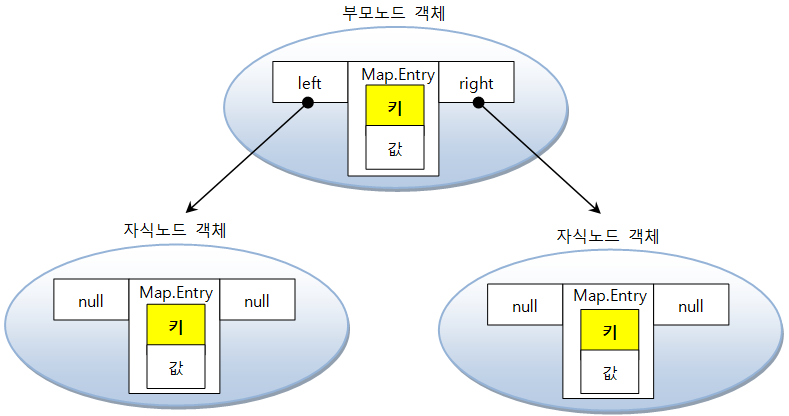 부모노드 객체
left
Map.Entry
right
키
값
자식노드 객체
null
Map.Entry
null
키
값
자식노드 객체
null
Map.Entry
null
키
값